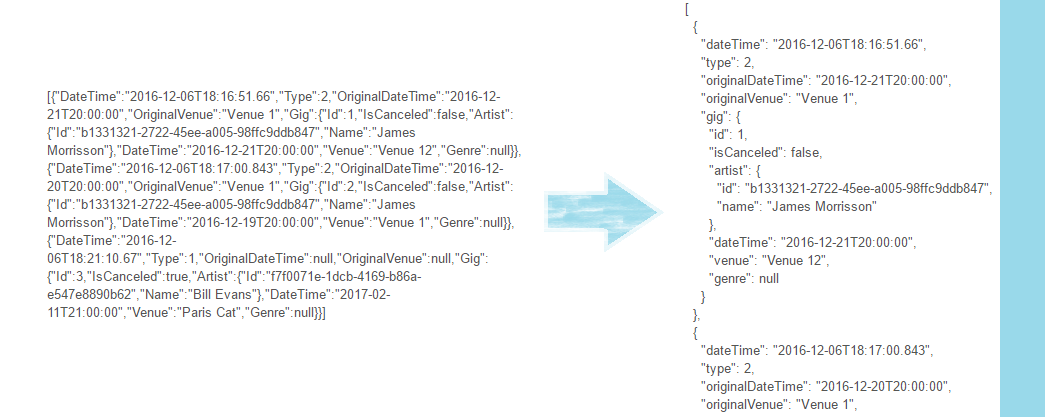 [{"DateTime":"2016-12-06T18:16:51.66","Type":2,"OriginalDateTime":"2016-12-
21T20:00:00","OriginalVenue":"Venue 1","Gig":{"Id":1,"IsCanceled":false,"Artist":
{"Id":"b1331321-2722-45ee-a005-98ffc9ddb847","Name":"James
Morrisson"},"DateTime":"2016-12-21T20:00:00","Venue":"Venue 12","Genre":null}},
{"DateTime":"2016-12-06T18:17:00.843","Type":2,"OriginalDateTime":"2016-12-
20T20:00:00","OriginalVenue":"Venue 1","Gig":{"Id":2,"IsCanceled":false,"Artist":
{"Id":"b1331321-2722-45ee-a005-98ffc9ddb847","Name":"James
Morrisson"},"DateTime":"2016-12-19T20:00:00","Venue":"Venue 1","Genre":null}},
{"DateTime":"2016-12-
06T18:21:10.67","Type":1,"OriginalDateTime":null,"OriginalVenue":null,"Gig":
{"Id":3,"IsCanceled":true,"Artist":{"Id":"f7f0071e-1dcb-4169-b86a-
e547e8890b62","Name":"Bill Evans"},"DateTime":"2017-02-
11T21:00:00","Venue":"Paris Cat","Genre":null}}]
[
{
"dateTime": "2016-12-06T18:16:51.66",
"type": 2,
"originalDateTime": "2016-12-21T20:00:00",
"originalVenue": "Venue 1",
"gig": {
"id": 1,
"isCanceled": false,
"artist": {
"id": "b1331321-2722-45ee-a005-98ffc9ddb847",
"name": "James Morrisson"
},
"dateTime": "2016-12-21T20:00:00",
"venue": "Venue 12",
"genre": null
}
},
{
"dateTime": "2016-12-06T18:17:00.843",
"type": 2,
"originalDateTime": "2016-12-20T20:00:00",
"originalVenue": "Venue 1",